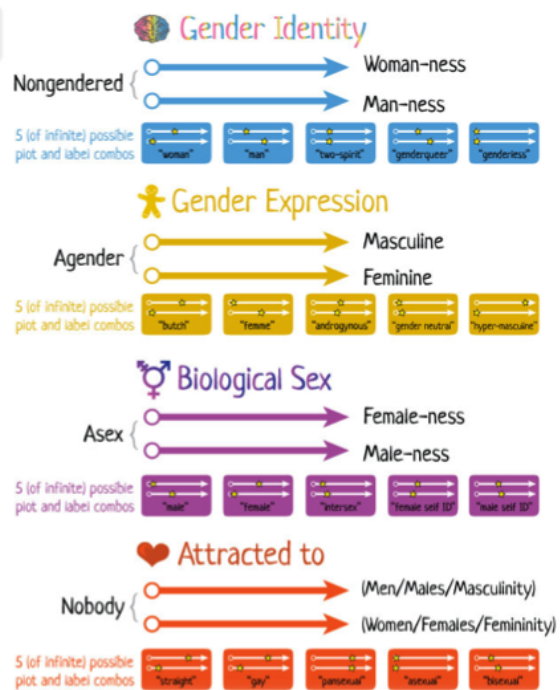 Gender Identity
Nongendered
Woman-ness
Man-ness
5 (of infinite) possible
plot and label combos
"woman"
"man"
"two-spirit"
"genderqueer"
"genderless"
Gender Expression
Agender
Masculine
Feminine
5 (of infinite) possible
plot and label combos
"butch"
"femme"
"androgynous"
"gender neutral"
"hyper-masculine"
Biological Sex
Asex
Female-ness
Male-ness
5 (of infinite) possible
plot and label combos
"male"
"female"
"intersex"
"female self ID"
"male self ID"
Attracted to
Nobody
(Men/Males/Masculinity)
(Women/Females/Femininity)
5 (of infinite) possible
plot and label combos
"straight"
"gay"
"pansexual"
"asexual"
"bisexual"